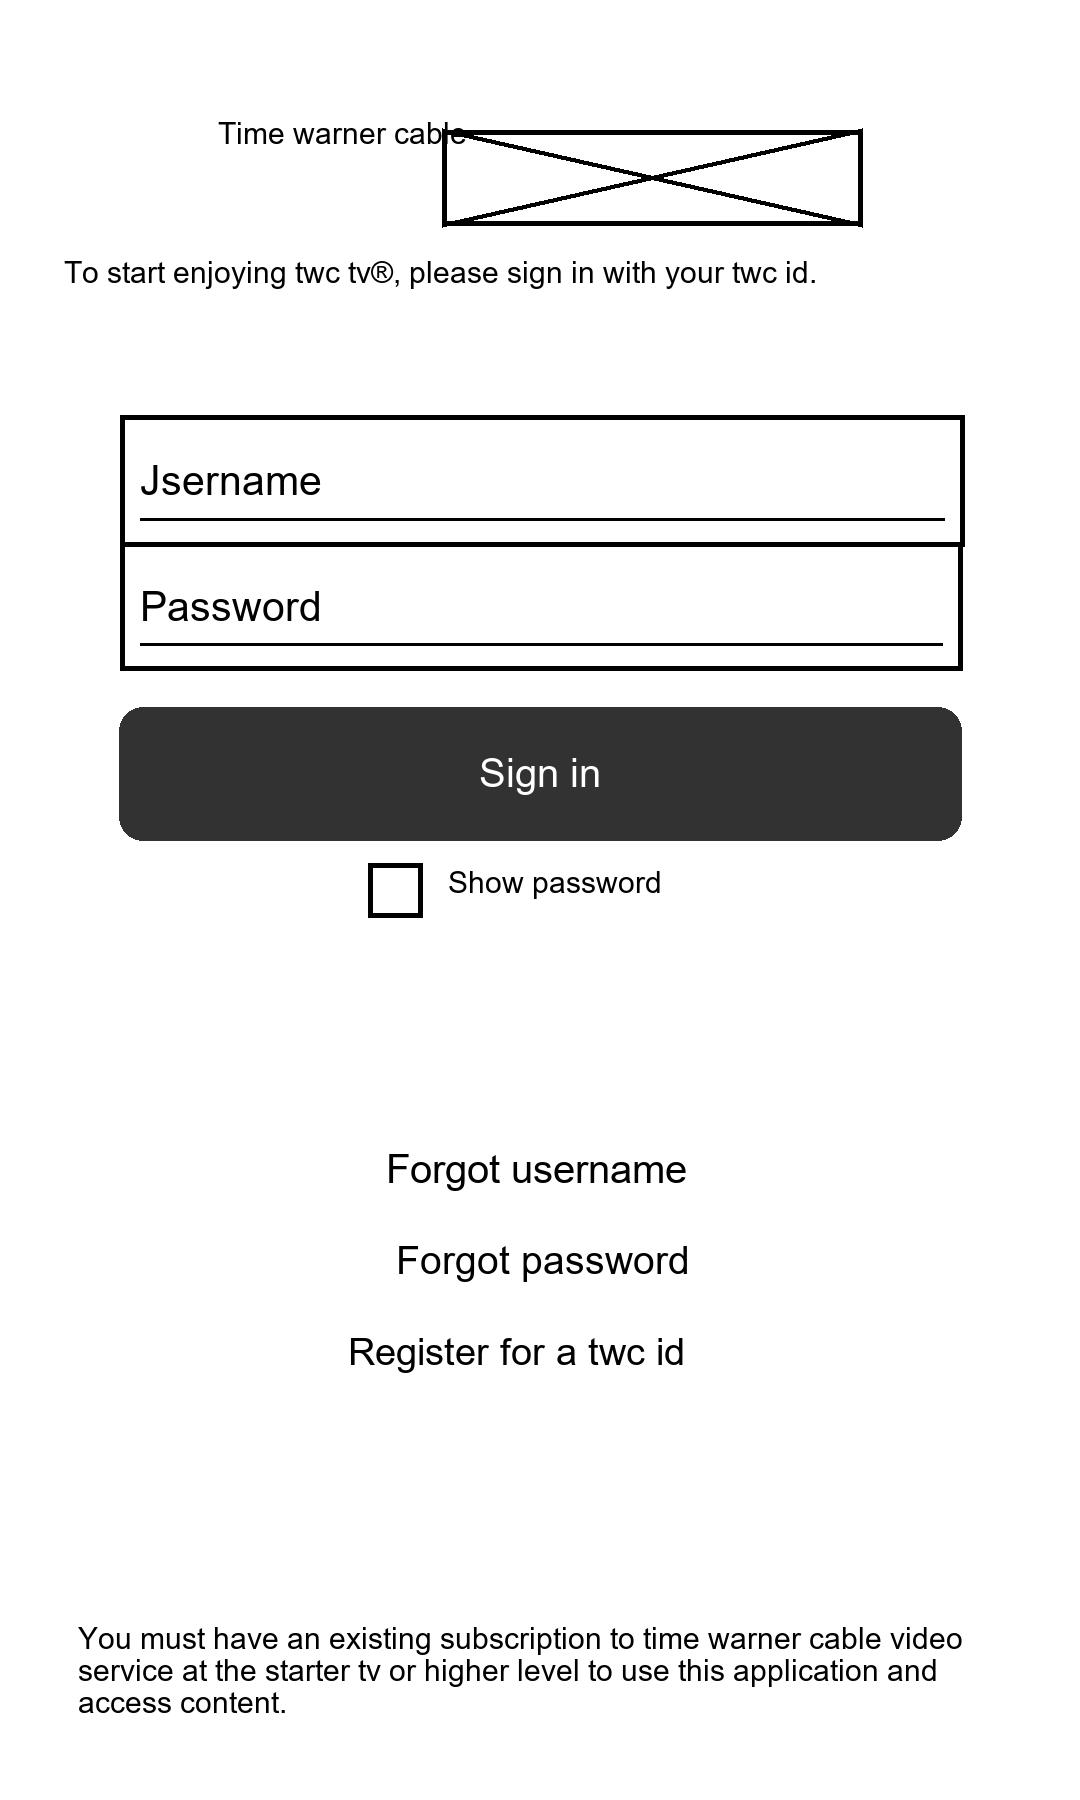 Time warner cable
To start enjoying twc tv®, please sign in with your twc id.
Jsername
Password
Sign in
Show password
Forgot username
Forgot password
Register for a twc id
You must have an existing subscription to time warner cable video
service at the starter tv or higher level to use this application and
access content.